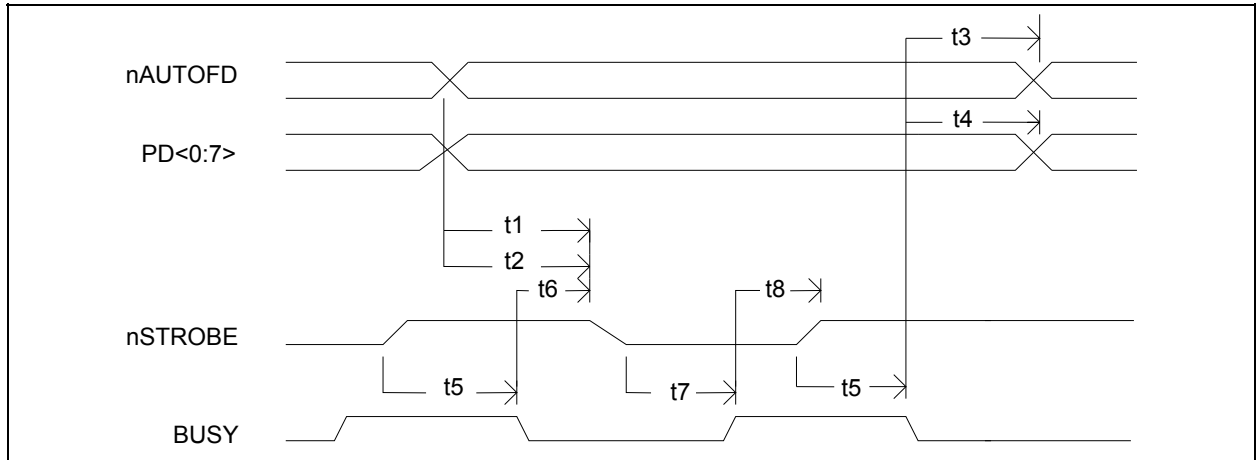 t3
nAUTOFD
t4
PD<0:7>
t1
t2
t6
t8
nSTROBE
t5
t7
t5
BUSY